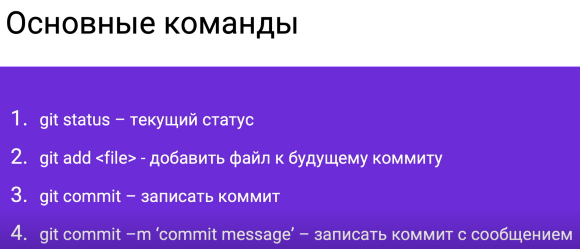 Основные команды
1. git status – текущий статус
2. git add <file> - добавить файл к будущему коммиту
3. git commit – записать коммит
4. git commit –m ‘commit message’ – записать коммит с сообщением